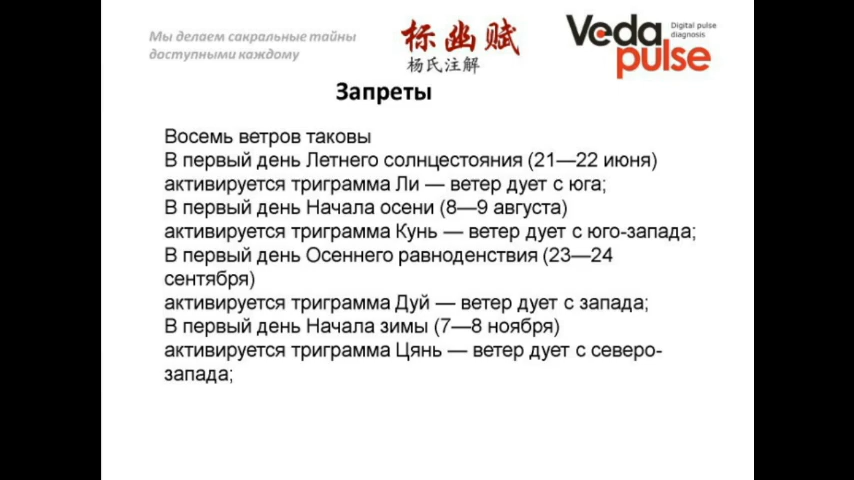 Мы делаем сакральные тайны
доступными каждому
标幽赋
杨氏注解
Veda
pulse
Digital pulse
diagnosis
Запреты
Восемь ветров таковы
В первый день Летнего солнцестояния (21—22 июня)
активируется триграмма Ли — ветер дует с юга;
В первый день Начала осени (8—9 августа)
активируется триграмма Кунь — ветер дует с юго-запада;
В первый день Осеннего равноденствия (23—24
сентября)
активируется триграмма Дуй — ветер дует с запада;
В первый день Начала зимы (7—8 ноября)
активируется триграмма Цянь — ветер дует с северо-
запада;